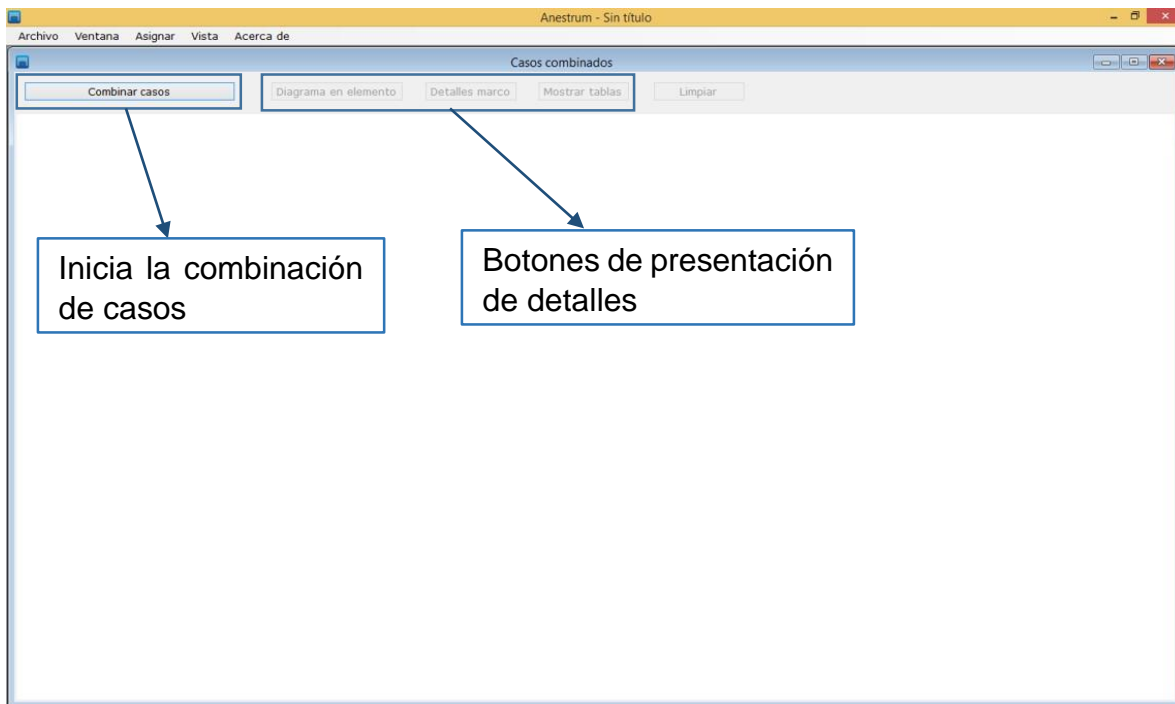 Anestrum - Sin título
Archivo Ventana Asignar Vista Acerca de
Casos combinados
Combinar casos Diagrama en elemento Detalles marco Mostrar tablas Limpiar
Inicia la combinación
de casos
Botones de presentación
de detalles